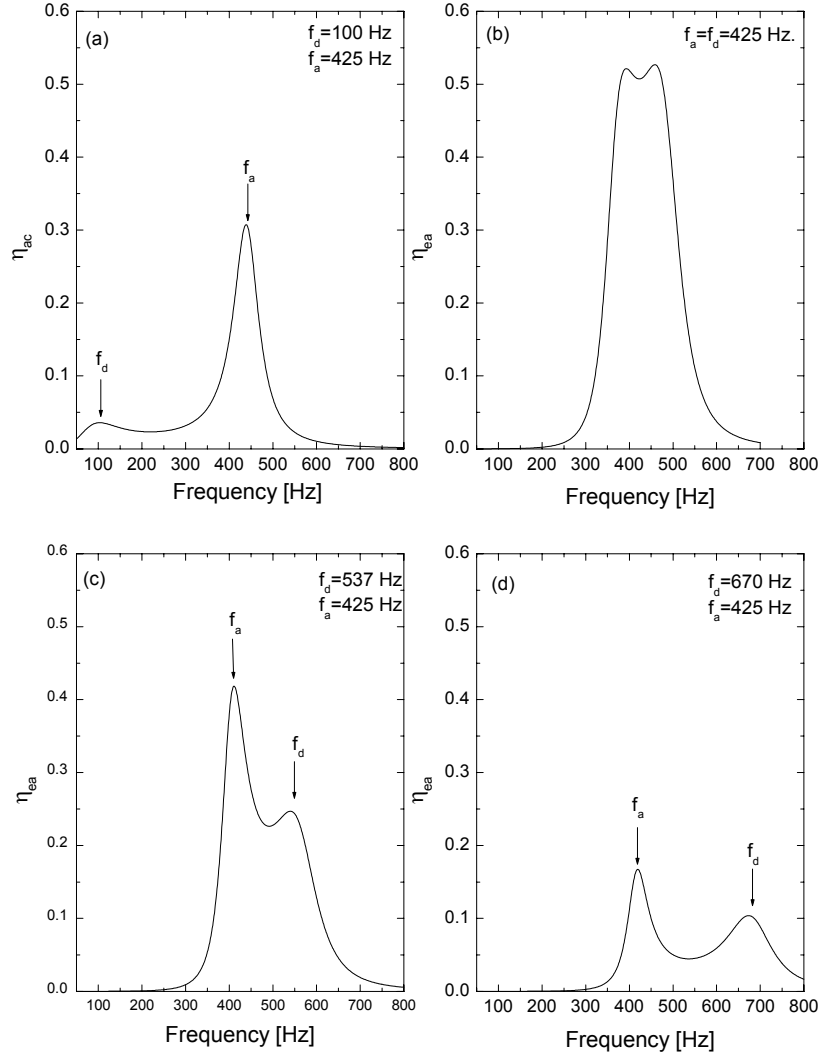 (a)
f_d=100 Hz
f_a=425 Hz
f_a
f_d
η_ac
0.6
0.5
0.4
0.3
0.2
0.1
0.0
100 200 300 400 500 600 700 800
Frequency [Hz]
(b)
f_a=f_d=425 Hz.
η_ea
0.6
0.5
0.4
0.3
0.2
0.1
0.0
100 200 300 400 500 600 700 800
Frequency [Hz]
(c)
f_d=537 Hz
f_a=425 Hz
f_a
f_d
η_ea
0.6
0.5
0.4
0.3
0.2
0.1
0.0
100 200 300 400 500 600 700 800
Frequency [Hz]
(d)
f_d=670 Hz
f_a=425 Hz
f_a
f_d
η_ea
0.6
0.5
0.4
0.3
0.2
0.1
0.0
100 200 300 400 500 600 700 800
Frequency [Hz]